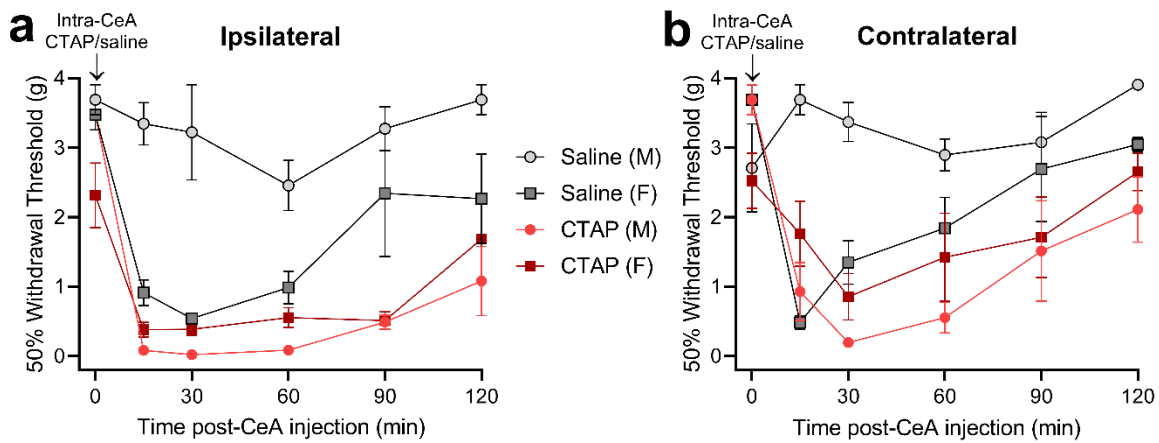 a
Intra-CeA
CTAP/saline
Ipsilateral
50% Withdrawal Threshold (g)
4
3
2
1
0
0
30
60
90
120
Time post-CeA injection (min)
Saline (M)
Saline (F)
CTAP (M)
CTAP (F)
b
Intra-CeA
CTAP/saline
Contralateral
50% Withdrawal Threshold (g)
4
3
2
1
0
0
30
60
90
120
Time post-CeA injection (min)